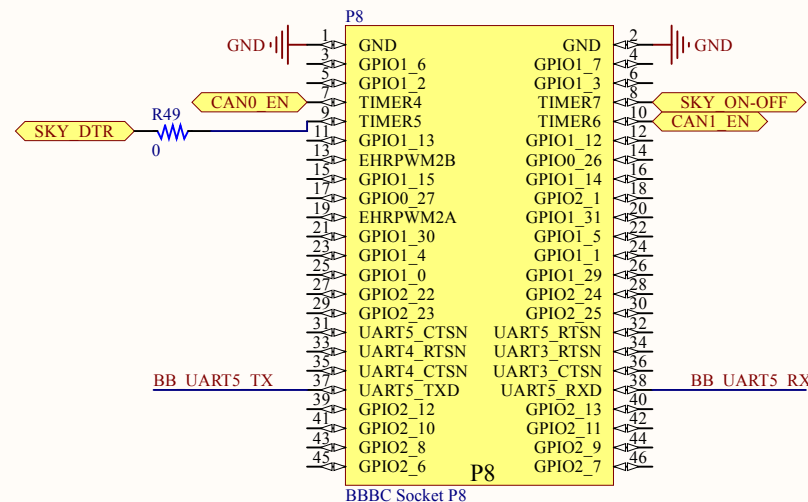 P8
GND 1 GND GND 2 GND
3 GPIO1_6 GPIO1_7 4
5 GPIO1_2 GPIO1_3 6
CAN0_EN 7 TIMER4 TIMER7 8 SKY_ON-OFF
SKY_DTR R49 0 9 TIMER5 TIMER6 10 CAN1_EN
11 GPIO1_13 GPIO1_12 12
13 EHRPWM2B GPIO0_26 14
15 GPIO1_15 GPIO1_14 16
17 GPIO0_27 GPIO2_1 18
19 EHRPWM2A GPIO1_31 20
21 GPIO1_30 GPIO1_5 22
23 GPIO1_4 GPIO1_1 24
25 GPIO1_0 GPIO1_29 26
27 GPIO2_22 GPIO2_24 28
29 GPIO2_23 GPIO2_25 30
31 UART5_CTSN UART5_RTSN 32
33 UART4_RTSN UART3_RTSN 34
35 UART4_CTSN UART3_CTSN 36
BB_UART5_TX 37 UART5_TXD UART5_RXD 38 BB_UART5_RX
39 GPIO2_12 GPIO2_13 40
41 GPIO2_10 GPIO2_11 42
43 GPIO2_8 GPIO2_9 44
45 GPIO2_6 GPIO2_7 46
P8
BBBC Socket P8